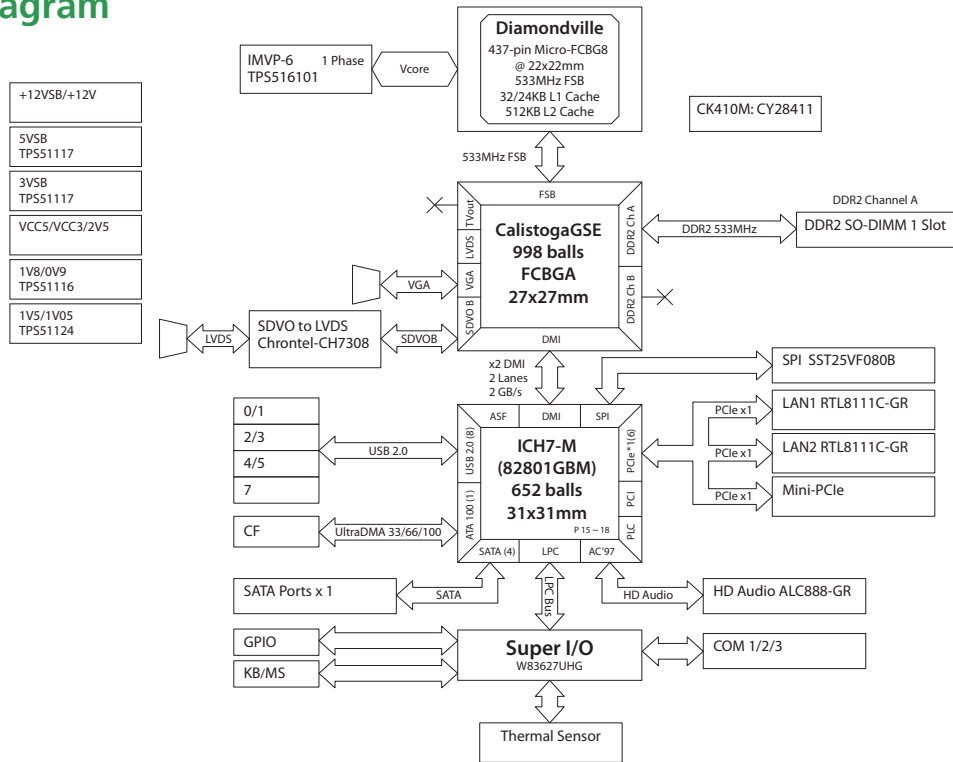 agram
Diamondville
437-pin Micro-FCBG8
@ 22x22mm
533MHz FSB
32/24KB L1 Cache
512KB L2 Cache
IMVP-6 1 Phase
TPS516101
Vcore
CK410M: CY28411
+12VSB/+12V
5VSB
TPS51117
3VSB
TPS51117
VCC5/VCC3/2V5
1V8/0V9
TPS51116
1V5/1V05
TPS51124
533MHz FSB
FSB
TVout
LVDS
VGA
SDVO B
CalistogaGSE
998 balls
FCBGA
27x27mm
DDR2 Ch A
DDR2 Ch B
DMI
DDR2 533MHz
DDR2 Channel A
DDR2 SO-DIMM 1 Slot
VGA
LVDS
SDVO to LVDS
Chrontel-CH7308
SDVOB
x2 DMI
2 Lanes
2 GB/s
SPI SST25VF080B
0/1
2/3
4/5
7
USB 2.0
CF
UltraDMA 33/66/100
ASF
DMI
SPI
USB 2.0 (8)
ATA 100 (1)
ICH7-M
(82801GBM)
652 balls
31x31mm
P 15 – 18
PCIe *1(6)
PCI
PLC
SATA (4)
LPC
AC'97
PCIe x1
LAN1 RTL8111C-GR
PCIe x1
LAN2 RTL8111C-GR
PCIe x1
Mini-PCIe
SATA Ports x 1
SATA
LPC Bus
HD Audio
HD Audio ALC888-GR
GPIO
KB/MS
Super I/O
W83627UHG
COM 1/2/3
Thermal Sensor